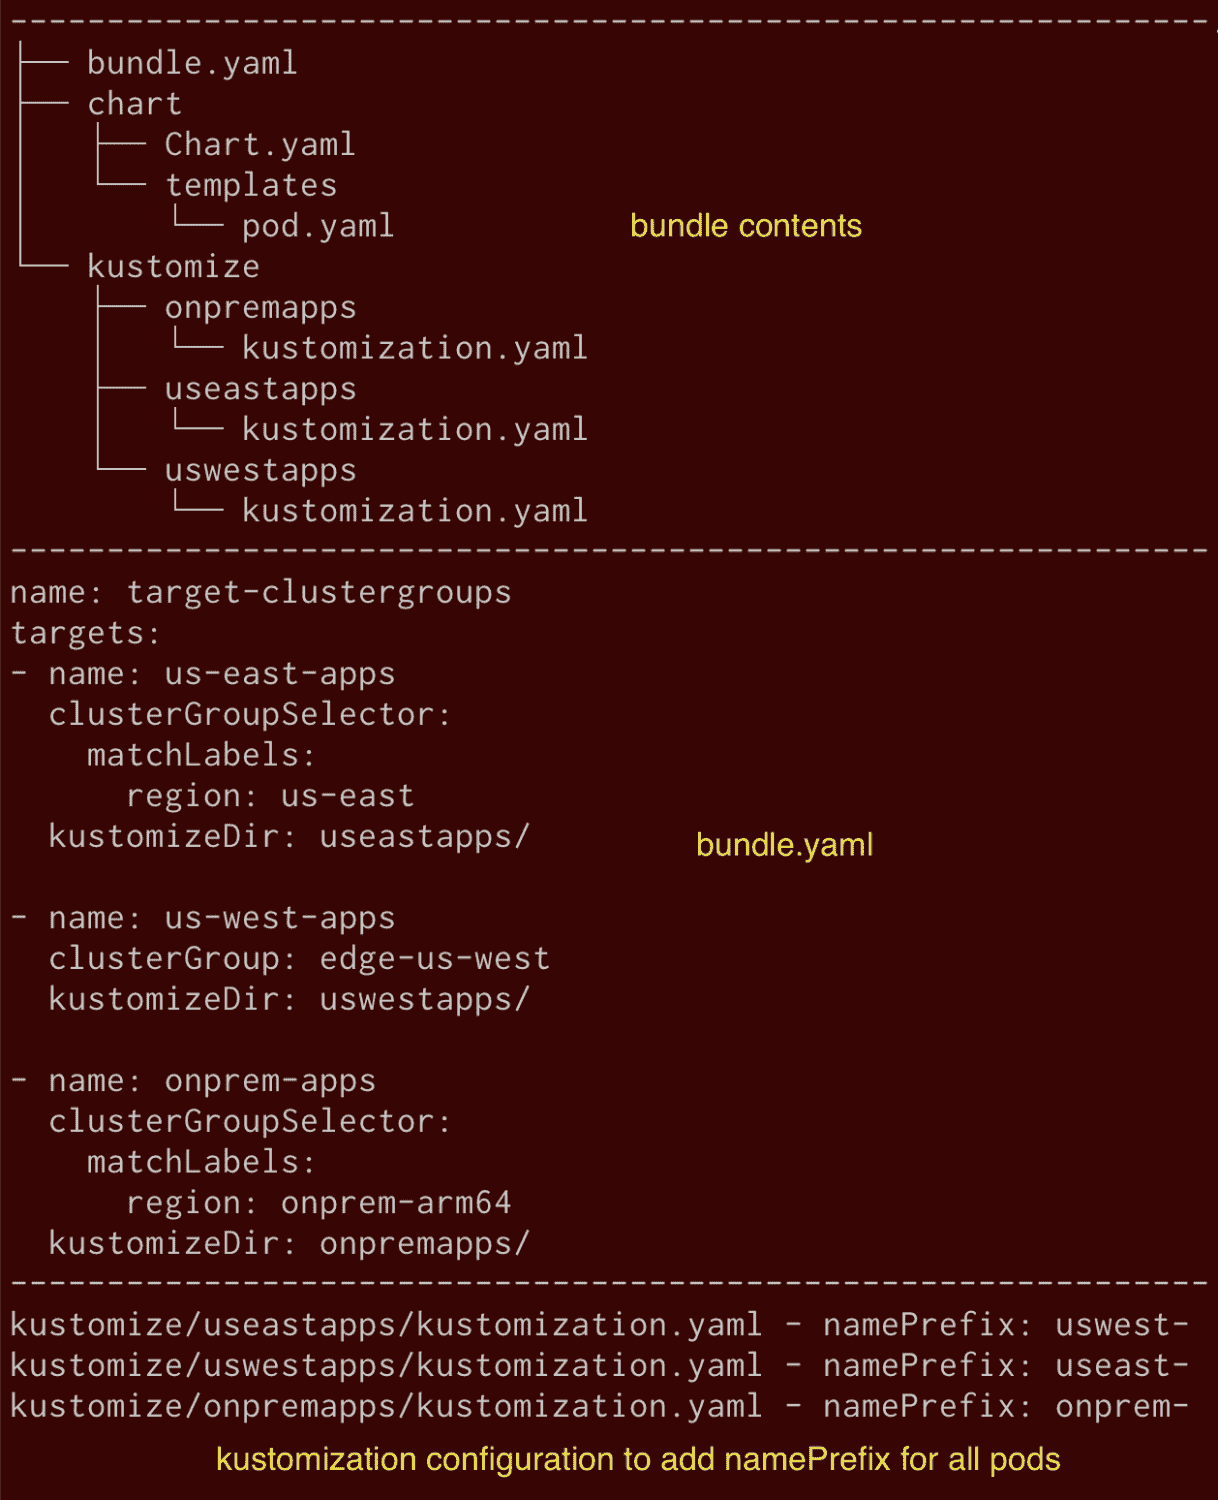 ------------------------------------------------------------
├── bundle.yaml
├── chart
│   ├── Chart.yaml
│   └── templates
│       └── pod.yaml
bundle contents
└── kustomize
    ├── onpremapps
    │   └── kustomization.yaml
    ├── useastapps
    │   └── kustomization.yaml
    └── uswestapps
        └── kustomization.yaml
------------------------------------------------------------
name: target-clustergroups
targets:
- name: us-east-apps
  clusterGroupSelector:
    matchLabels:
      region: us-east
  kustomizeDir: useastapps/
bundle.yaml
- name: us-west-apps
  clusterGroup: edge-us-west
  kustomizeDir: uswestapps/
- name: onprem-apps
  clusterGroupSelector:
    matchLabels:
      region: onprem-arm64
  kustomizeDir: onpremapps/
------------------------------------------------------------
kustomize/useastapps/kustomization.yaml - namePrefix: uswest-
kustomize/uswestapps/kustomization.yaml - namePrefix: useast-
kustomize/onpremapps/kustomization.yaml - namePrefix: onprem-
kustomization configuration to add namePrefix for all pods